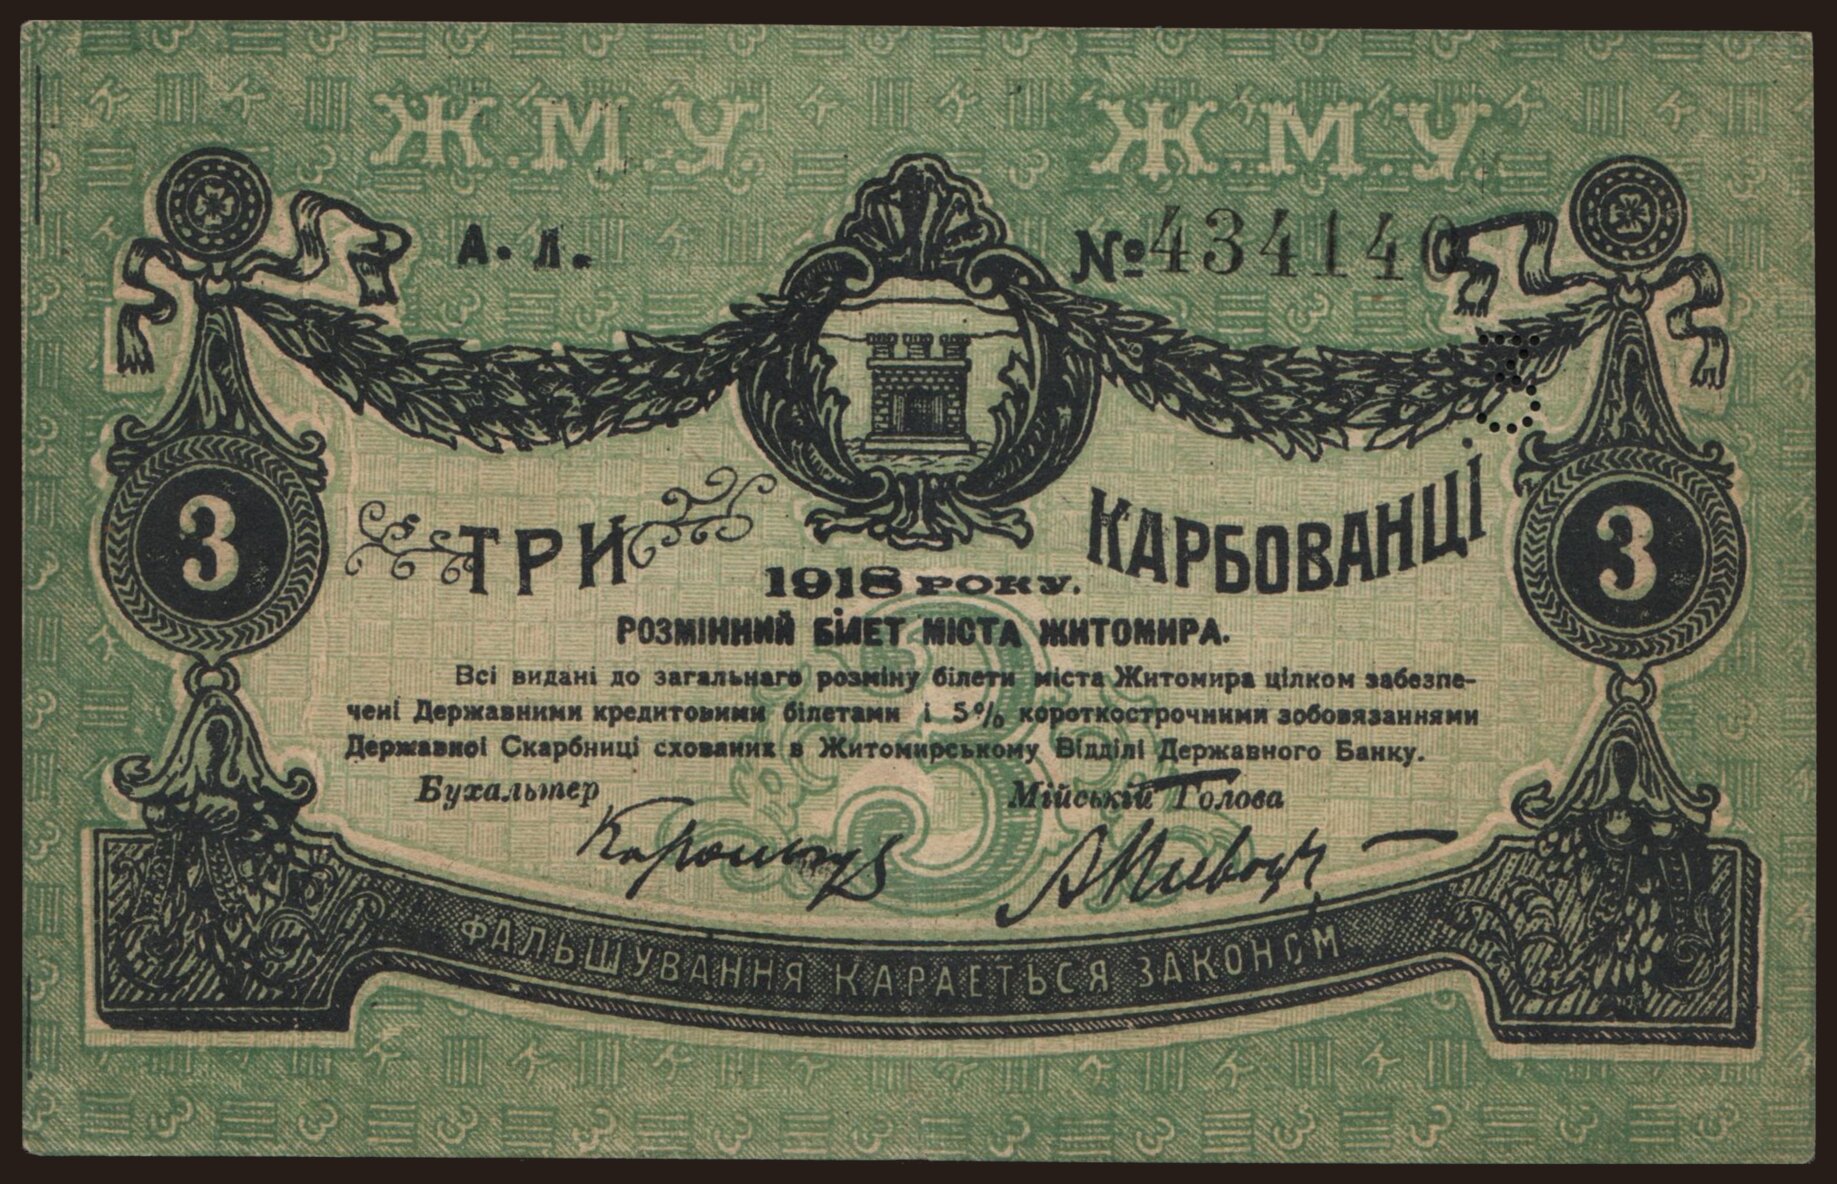 Ж.М.У. Ж.М.У.
А. Л. №434140
3 3
ТРИ КАРБОВАНЦІ
1918 РОКУ.
РОЗМІННИЙ БІЛЕТ МІСТА ЖИТОМИРА.
Всі видані до загальнаго розміну білети міста Житомира цілком забезпе-
чені Державними кредитовими білетами і 5% короткострочними зобовязаннями
Державної Скарбниці схованих в Житомирському Відділі Державного Банку.
Бухальтер Мійській Голова
ФАЛЬШУВАННЯ КАРАЕТЬСЯ ЗАКОНОМ